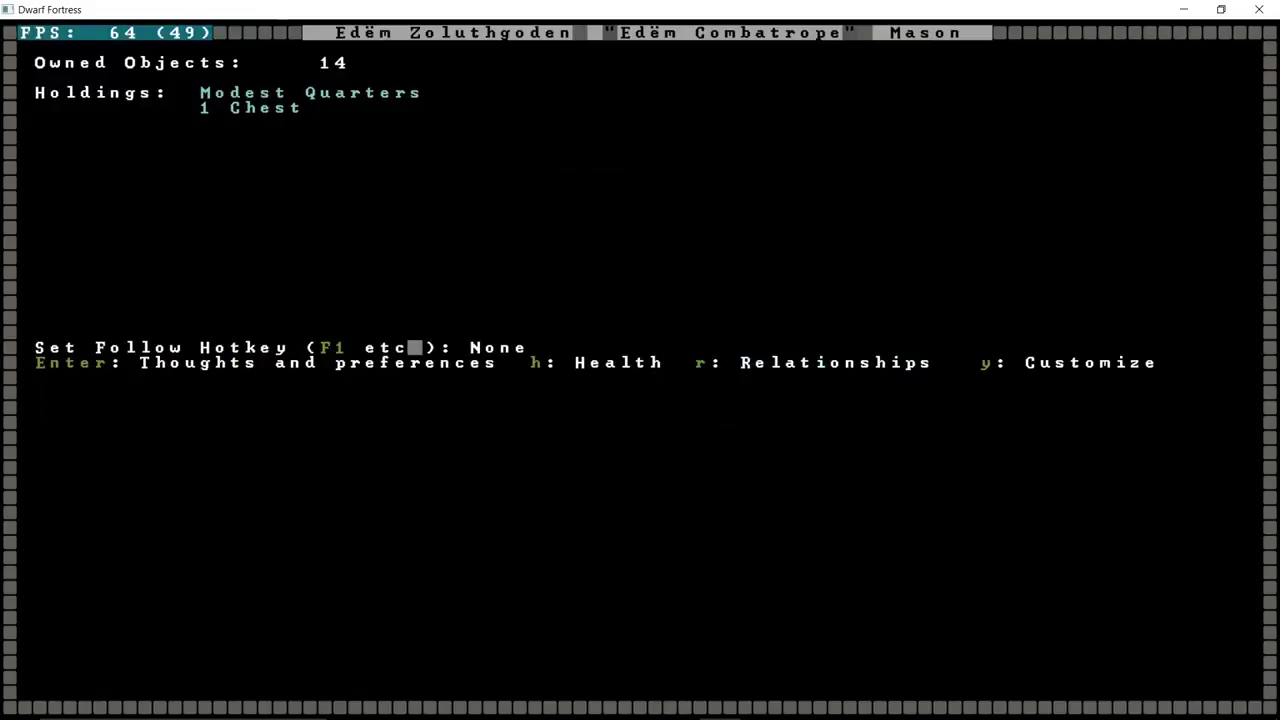 Dwarf Fortress
FPS: 64 (49) Edëm Zoluthgoden "Edëm Combatrope" Mason
Owned Objects: 14
Holdings: Modest Quarters
1 Chest
Set Follow Hotkey (F1 etc): None
Enter: Thoughts and preferences h: Health r: Relationships y: Customize